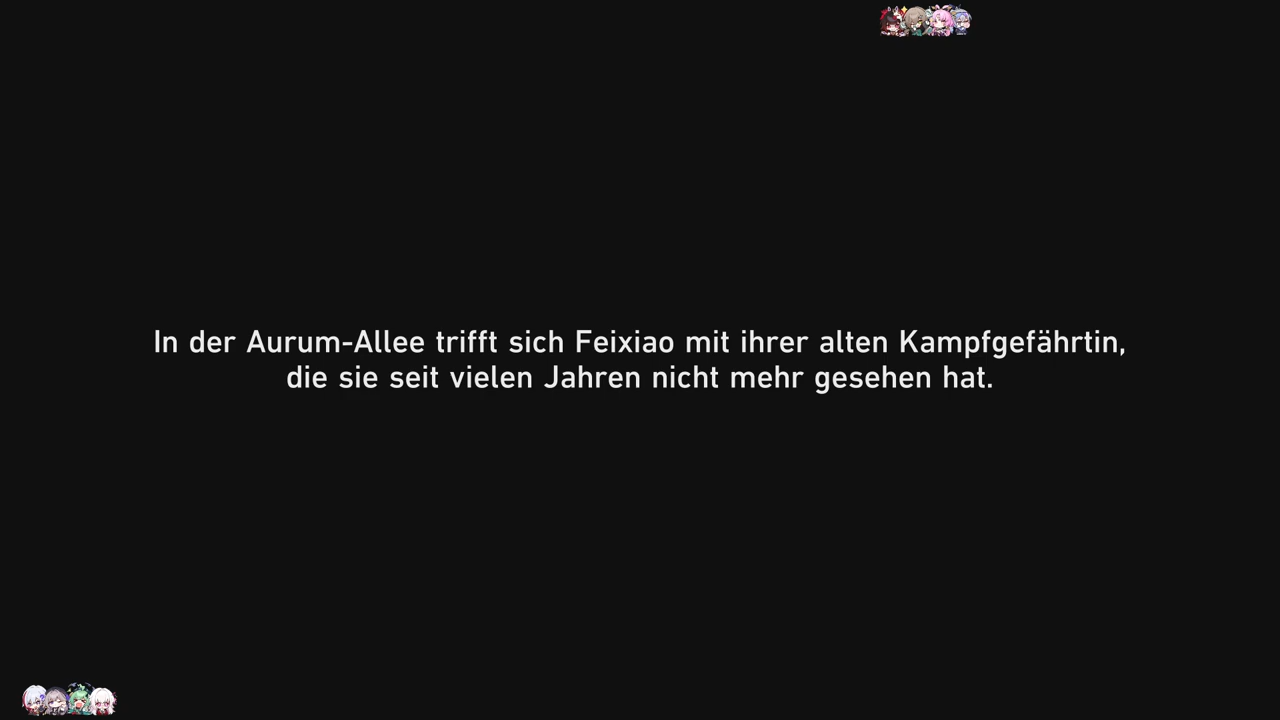 In der Aurum-Allee trifft sich Feixiao mit ihrer alten Kampfgefährtin,
die sie seit vielen Jahren nicht mehr gesehen hat.